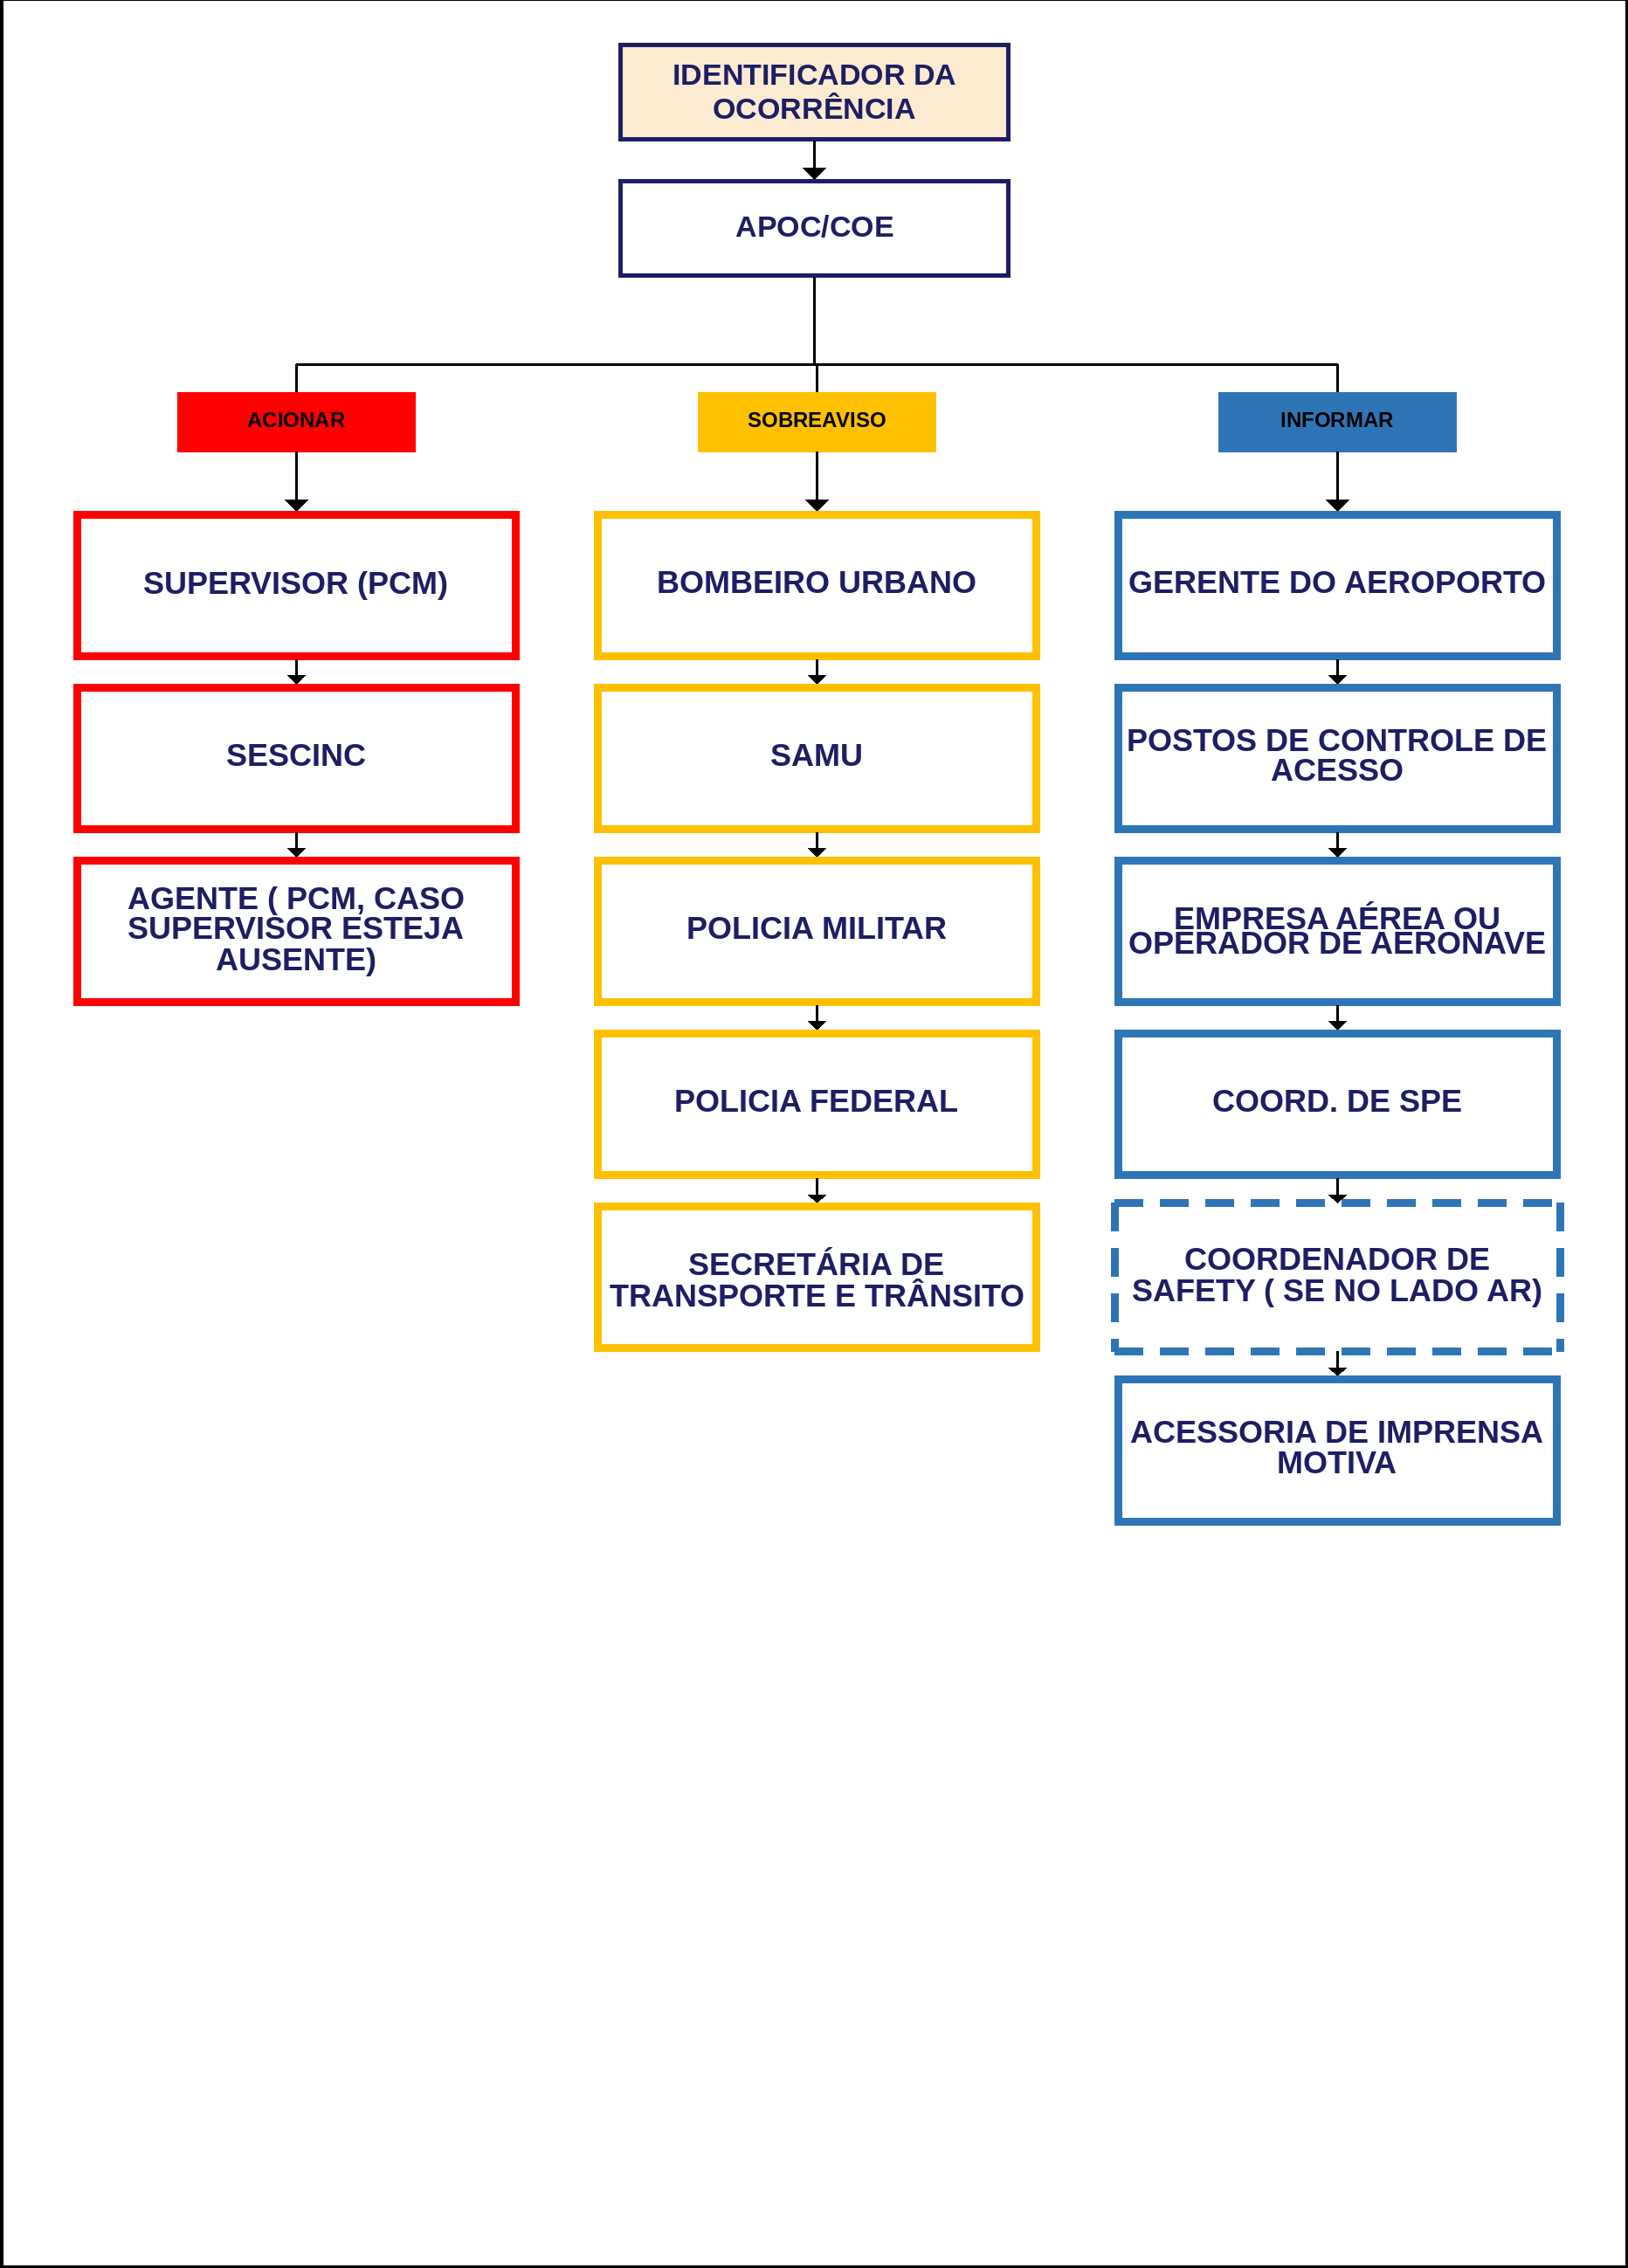 IDENTIFICADOR DA
OCORRÊNCIA
APOC/COE
ACIONAR
SOBREAVISO
INFORMAR
SUPERVISOR (PCM)
SESCINC
AGENTE ( PCM, CASO
SUPERVISOR ESTEJA
AUSENTE)
BOMBEIRO URBANO
SAMU
POLICIA MILITAR
POLICIA FEDERAL
SECRETÁRIA DE
TRANSPORTE E TRÂNSITO
GERENTE DO AEROPORTO
POSTOS DE CONTROLE DE
ACESSO
EMPRESA AÉREA OU
OPERADOR DE AERONAVE
COORD. DE SPE
COORDENADOR DE
SAFETY ( SE NO LADO AR)
ACESSORIA DE IMPRENSA
MOTIVA